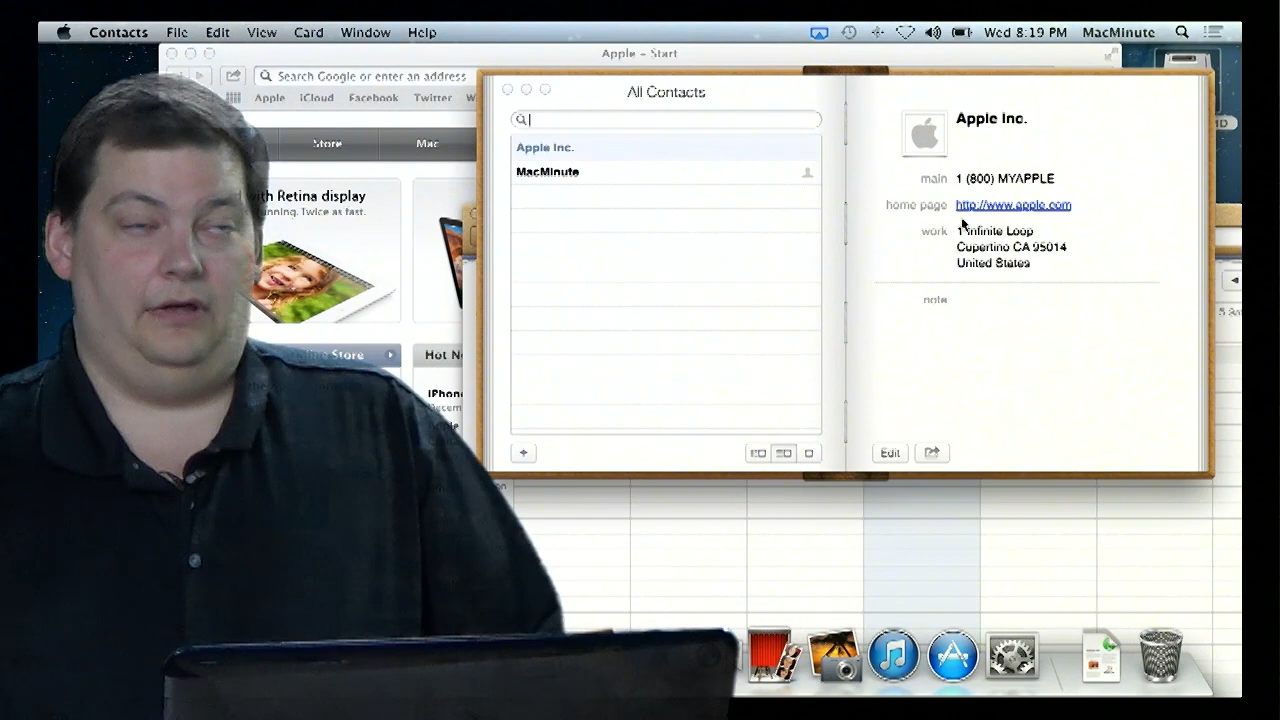 Contacts File Edit View Card Window Help Wed 8:19 PM MacMinute
Apple – Start
Search Google or enter an address
Apple iCloud Facebook Twitter W
Store Mac
with Retina display
Twice as fast.
Store
Hot N
iPhone
All Contacts
Apple Inc.
MacMinute
Apple Inc.
main 1 (800) MYAPPLE
home page http://www.apple.com
work 1 Infinite Loop
Cupertino CA 95014
United States
note
Edit